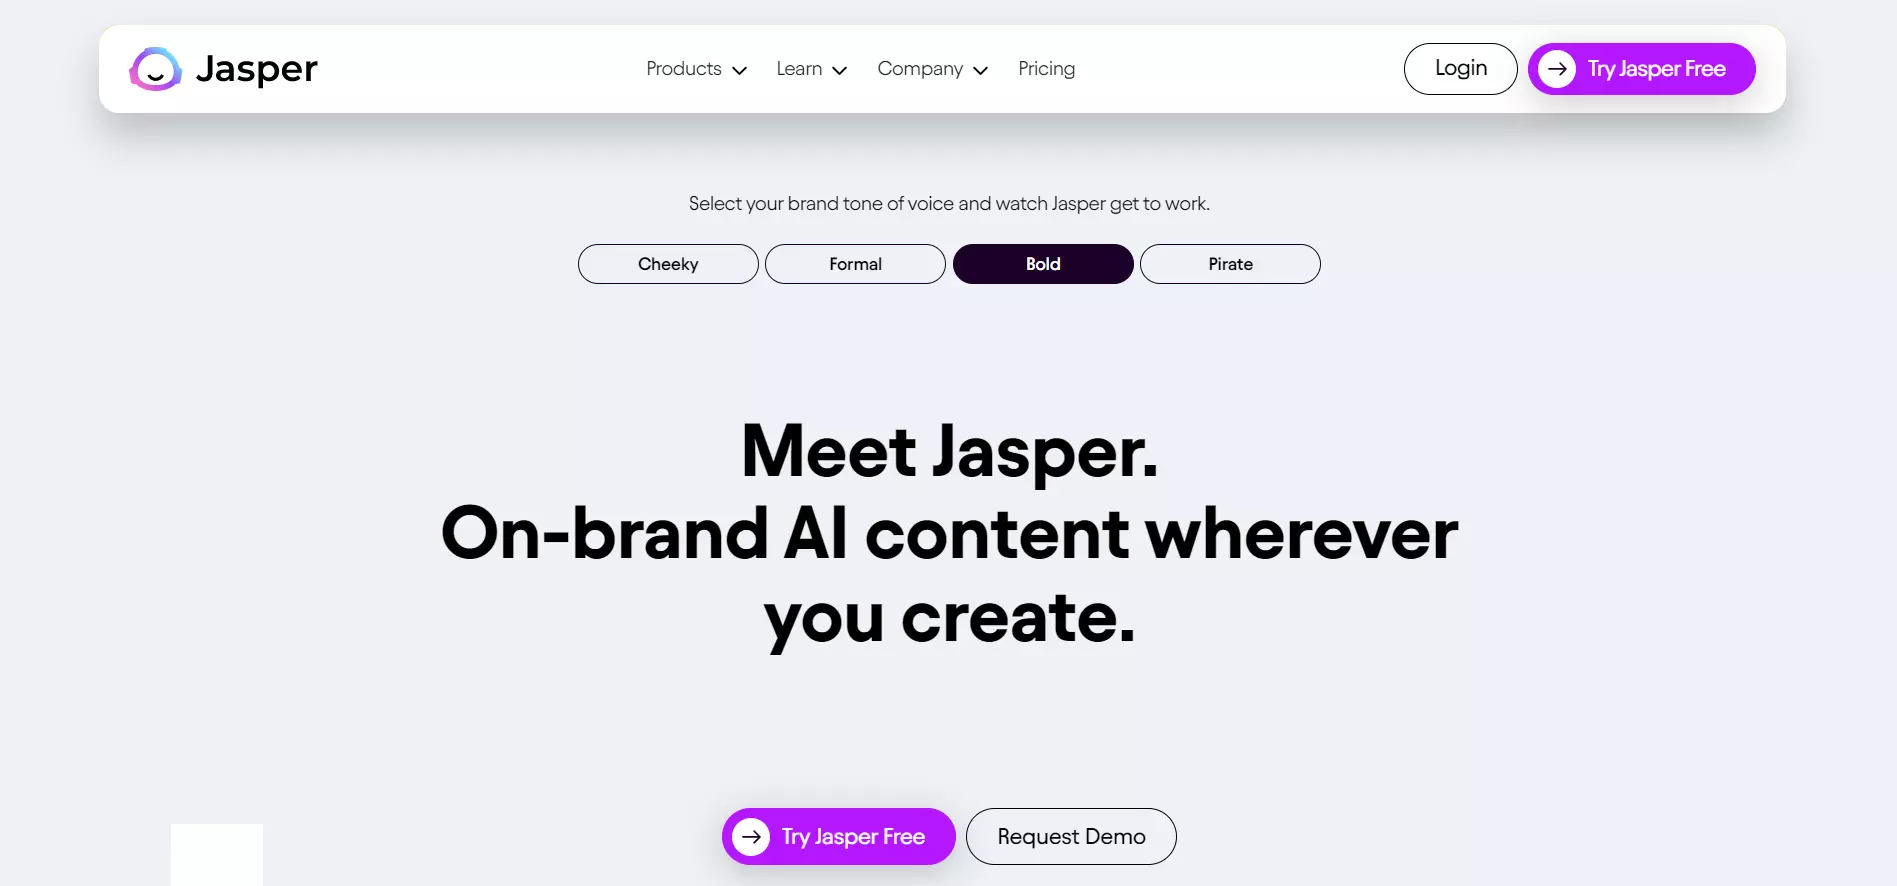 Jasper
Products Learn Company Pricing
Login
Try Jasper Free
Select your brand tone of voice and watch Jasper get to work.
Cheeky Formal Bold Pirate
Meet Jasper.
On-brand AI content wherever
you create.
Try Jasper Free
Request Demo